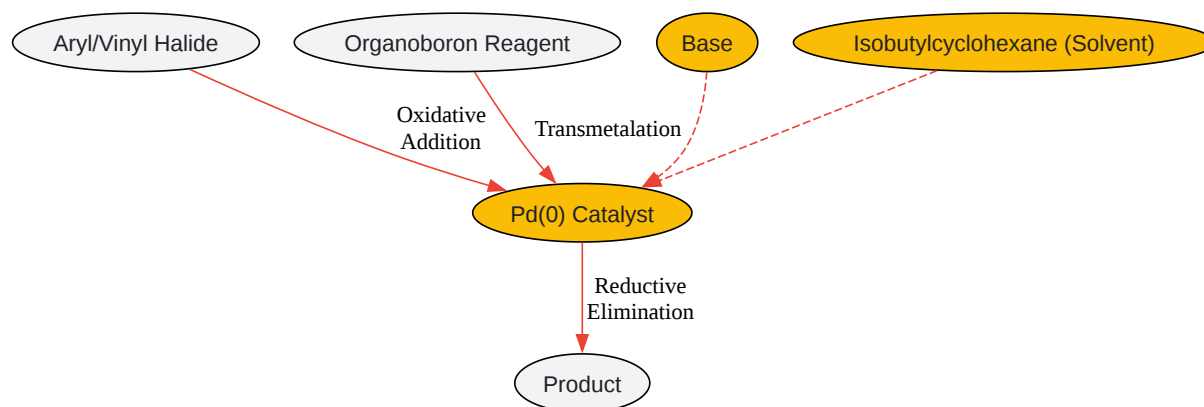 Aryl/Vinyl Halide
Organoboron Reagent
Base
Isobutylcyclohexane (Solvent)
Oxidative
Addition
Transmetalation
Pd(0) Catalyst
Reductive
Elimination
Product